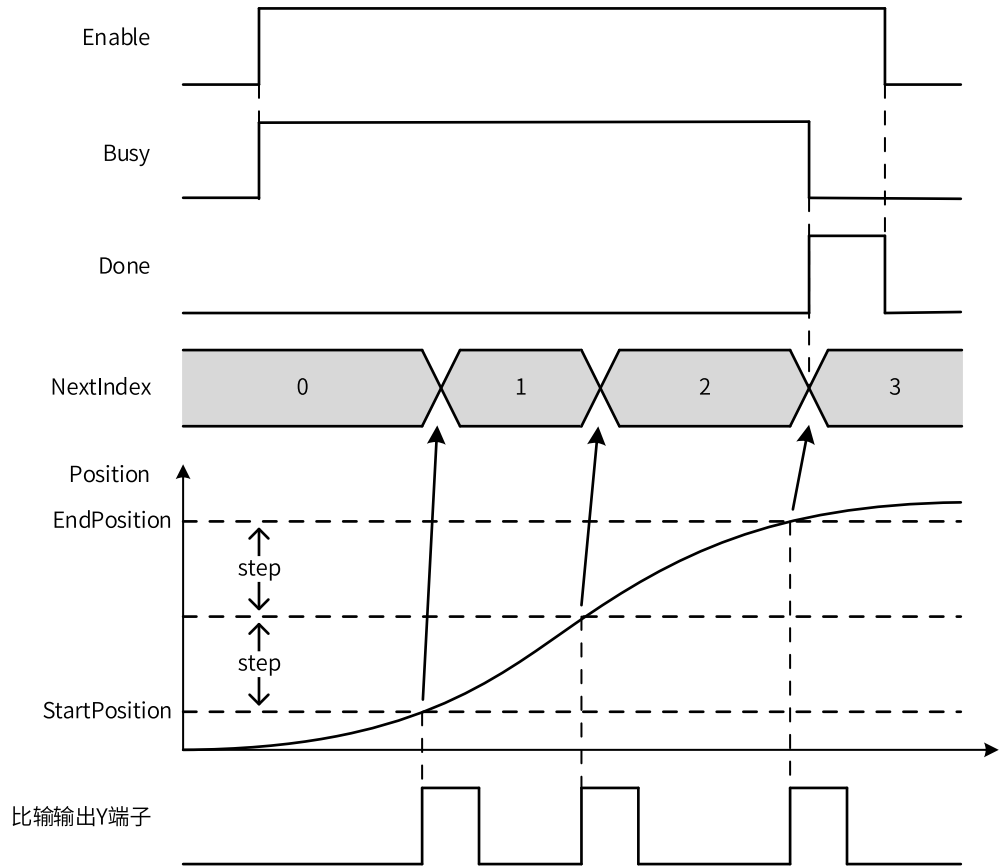 Enable
Busy
Done
NextIndex 0 1 2 3
Position
EndPosition
step
step
StartPosition
比输输出Y端子